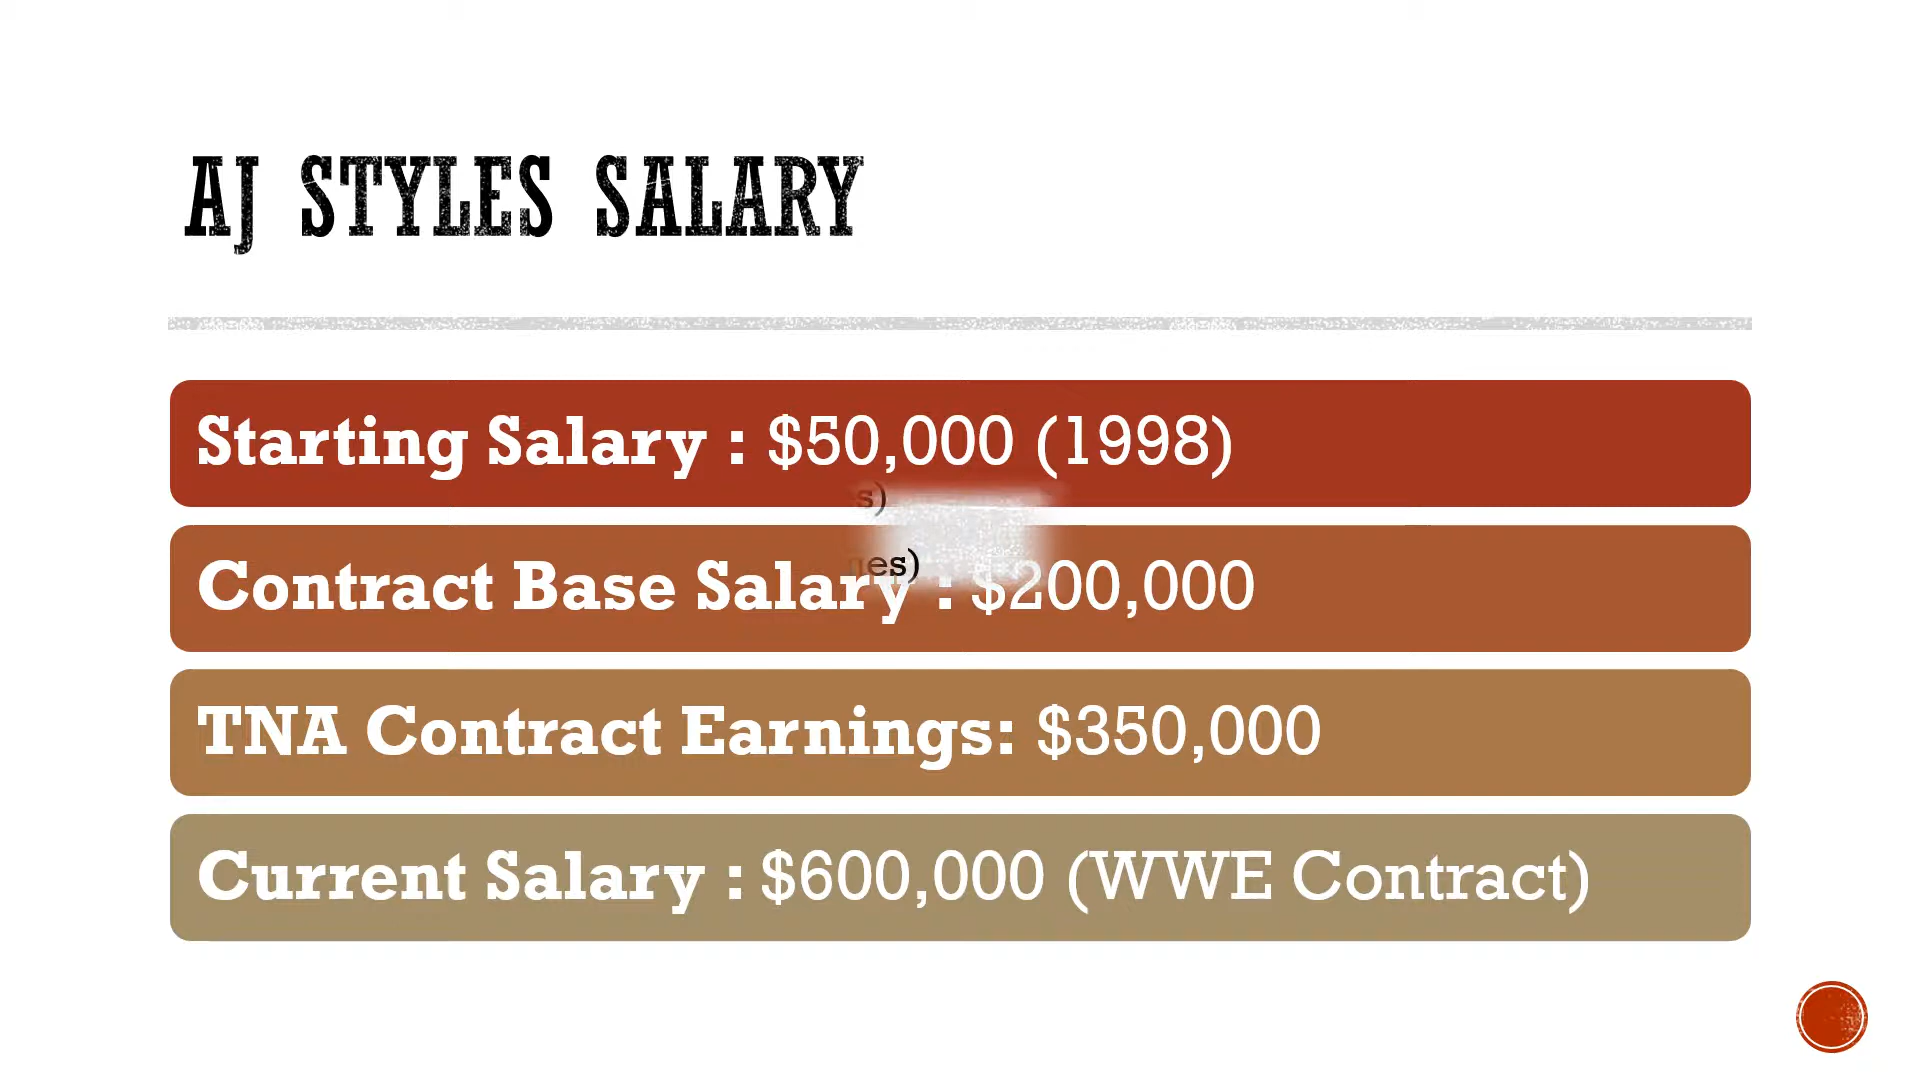 AJ STYLES SALARY
Starting Salary : $50,000 (1998)
s)
es)
Contract Base Salary : $200,000
TNA Contract Earnings: $350,000
Current Salary : $600,000 (WWE Contract)